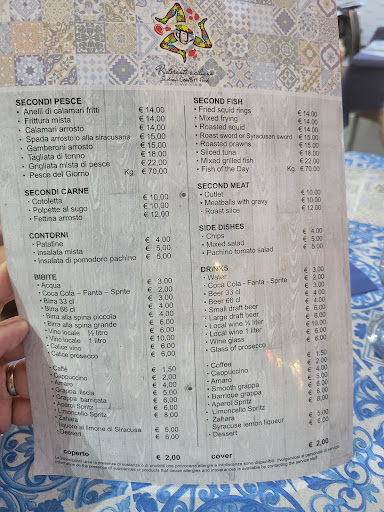 SECONDI PESCE
Anelli di calamari fritti € 14,00
Frittura mista € 14,00
Calamari arrosto € 14,00
Spada arrosto/o alla siracusana € 15,00
Gamberoni arrosto € 15,00
Tagliata di tonno € 18,00
Grigliata mista di pesce € 22,00
Pesce del Giorno Kg. € 70,00
SECONDI CARNE
Cotoletta € 10,00
Polpette al sugo € 10,00
Fettina arrosto € 12,00
CONTORNI
Patatine € 4,00
Insalata mista € 5,00
Insalata di pomodoro pachino € 5,00
BIBITE
Acqua € 3,00
Coca Cola – Fanta – Sprite € 2,00
Birra 33 cl € 3,00
Birra 66 cl € 4,00
Birra alla spina piccola € 4,00
Birra alla spina grande € 6,00
Vino locale ½ litro € 6,00
Vino locale 1 litro € 10,00
Calice vino € 5,00
Calice prosecco € 6,00
Caffè € 1,50
Cappuccino € 2,00
Amaro € 4,00
Grappa liscia € 5,00
Grappa barricata € 6,00
Aperol Spritz € 6,00
Limoncello Spritz € 8,00
Zahara
liquore al limone di Siracusa € 5,00
Dessert € 6,00
coperto € 2,00
SECOND FISH
Fried squid rings € 14,00
Mixed frying € 14,00
Roasted squid € 14,00
Roast sword or Syracusan sword € 15,00
Roasted prawns € 15,00
Sliced tuna € 18,00
Mixed grilled fish € 22,00
Fish of the Day Kg. € 70,00
SECOND MEAT
Cutlet € 10,00
Meatballs with gravy € 10,00
Roast slice € 12,00
SIDE DISHES
Chips € 4,00
Mixed salad € 5,00
Pachino tomato salad € 5,00
DRINKS
Water € 3,00
Coca Cola - Fanta - Sprite € 2,00
Beer 33 cl € 3,00
Beer 66 cl € 4,00
Small draft beer € 4,00
Large draft beer € 6,00
Local wine ½ liter € 6,00
Local wine 1 liter € 10,00
Wine glass € 5,00
Glass of prosecco € 6,00
Coffee € 1,50
Cappuccino € 2,00
Amaro € 4,00
Smooth grappa € 5,00
Barrique grappa € 6,00
Aperol Spritz € 6,00
Limoncello Spritz € 8,00
Zahara
Syracuse lemon liqueur € 5,00
Dessert € 6,00
cover € 2,00